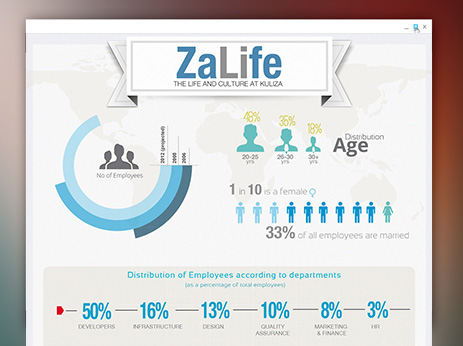 ZaLife
THE LIFE AND CULTURE AT KULIZA
2012 (projected)
2008
2006
No of Employees
48%
35%
18%
20-25
yrs
26-30
yrs
30+
yrs
Distribution
Age
1 in 10 is a female
33% of all employees are married
Distribution of Employees according to departments
(as a percentage of total employees)
50% 16% 13% 10% 8% 3%
DEVELOPERS INFRASTRUCTURE DESIGN QUALITY ASSURANCE MARKETING & FINANCE HR